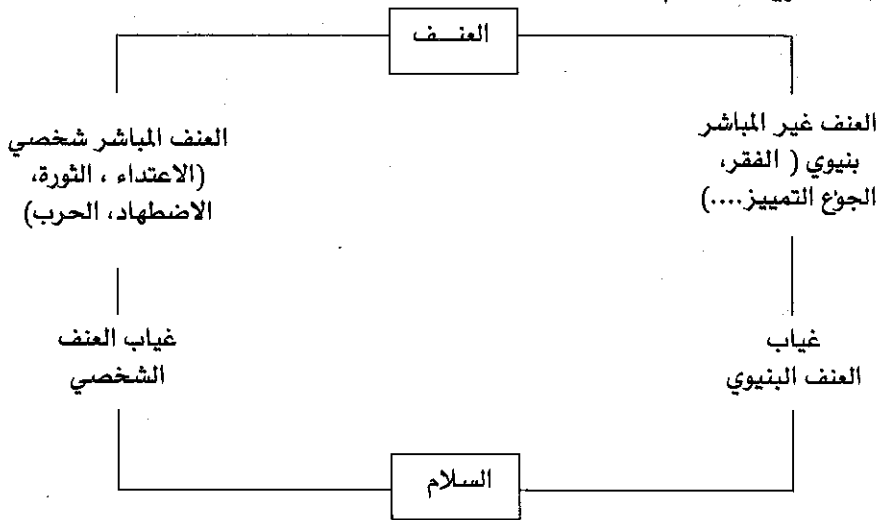 العنــف
العنف غير المباشر
بنيوي ( الفقر،
الجوع التمييز....)
العنف المباشر شخصي
(الاعتداء ، الثورة،
الاضطهاد، الحرب)
غياب
العنف البنيوي
غياب العنف
الشخصي
السلام